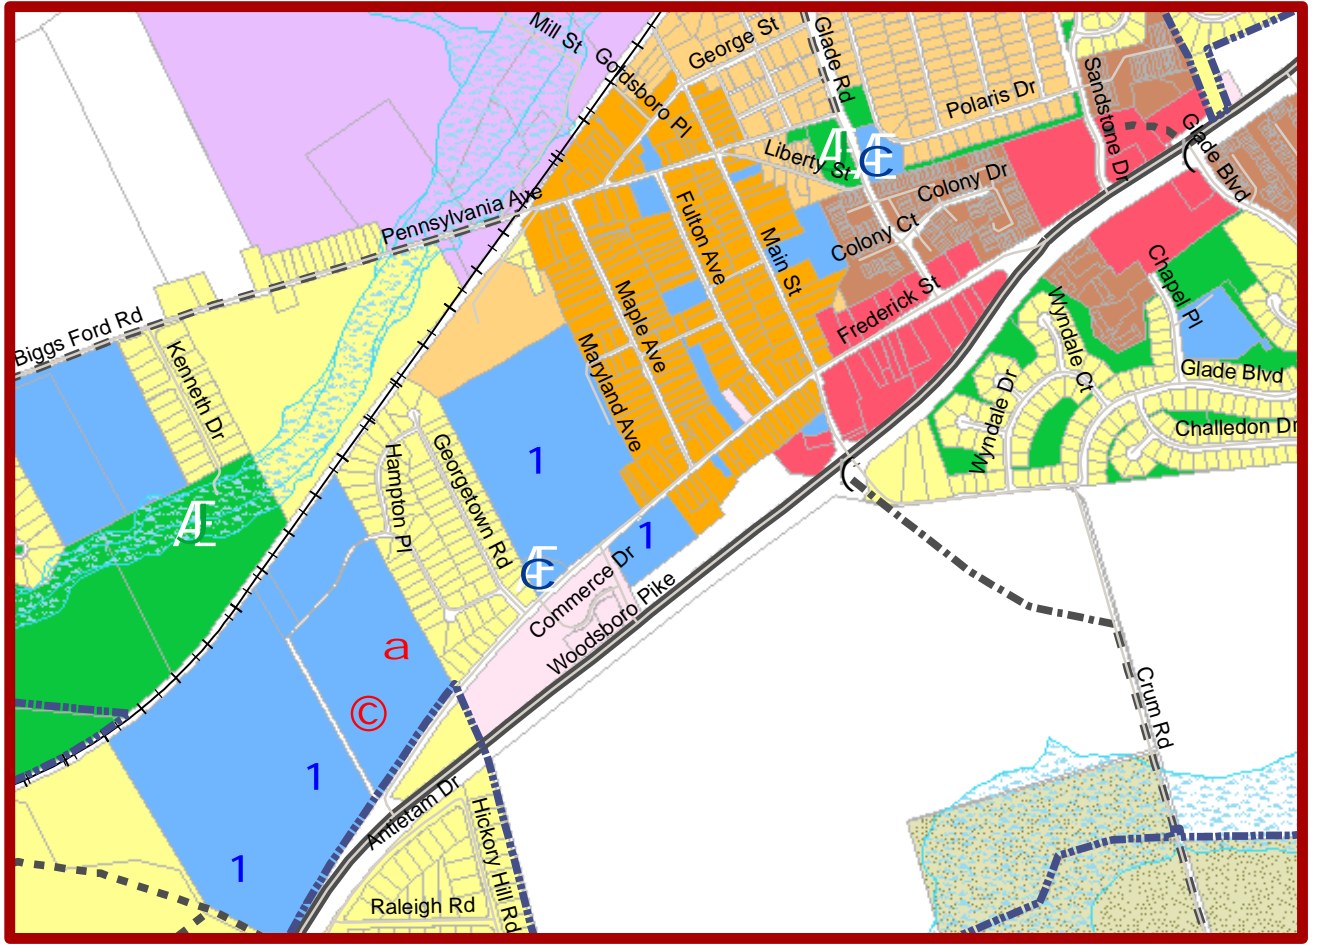 Mill St
Goldsboro Pl
George St
Glade Rd
Sandstone Dr
Polaris Dr
Glade Blvd
Liberty St
Æ
Æ
C
Pennsylvania Ave
Fulton Ave
Colony Dr
Colony Ct
Main St
Chapel Pl
Biggs Ford Rd
Kenneth Dr
Maple Ave
Maryland Ave
Frederick St
Wyndale Ct
Wyndale Dr
Glade Blvd
Challedon Dr
Hampton Pl
Georgetown Rd
1
1
Æ
Æ
C
Commerce Dr
Woodsboro Pike
a
©
Crum Rd
1
1
Antietam Dr
Hickory Hill Rd
Raleigh Rd